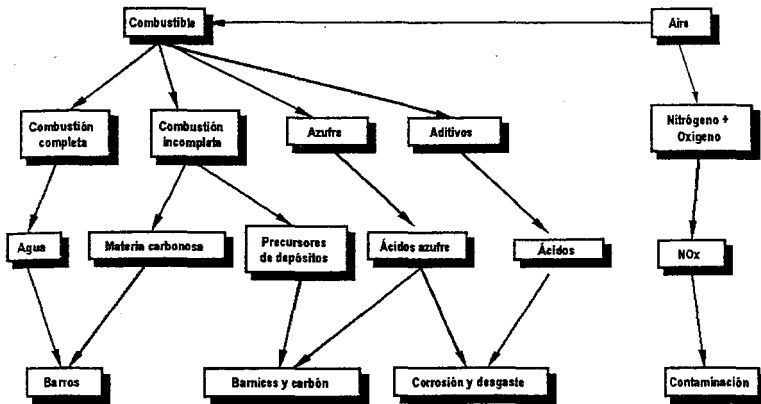 Combustible
Aire
Combustión
completa
Combustión
incompleta
Azufre
Aditivos
Nitrógeno +
Oxígeno
Agua
Materia carbonosa
Precursores
de depósitos
Ácidos azufre
Ácidos
NOx
Barros
Barnices y carbón
Corrosión y desgaste
Contaminación